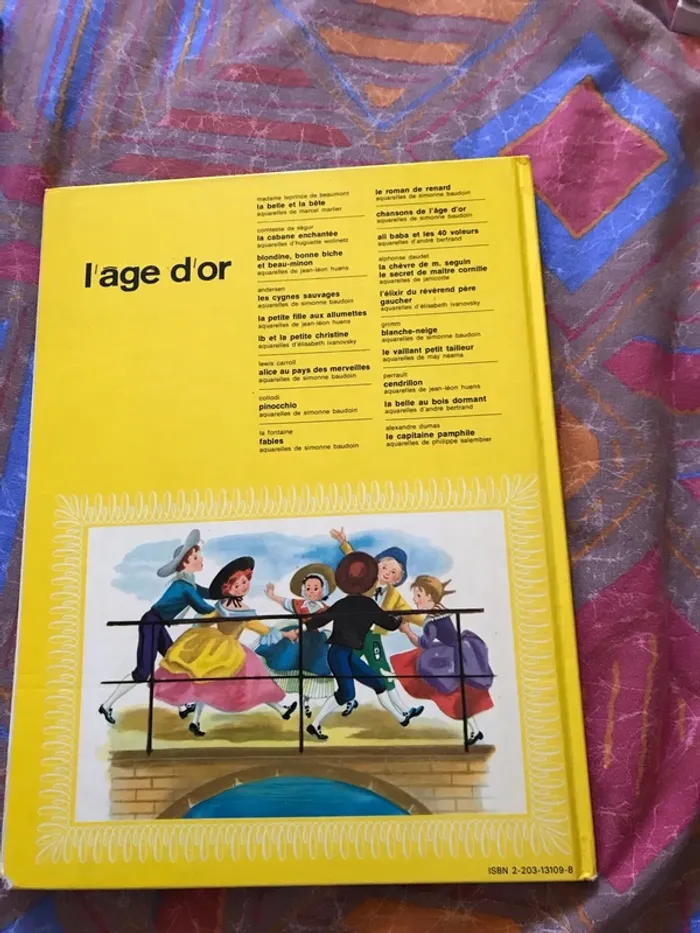 l'age d'or
madame leprince de beaumont
la belle et la bête
aquarelles de marcel marlier
comtesse de ségur
la cabane enchantée
aquarelles d'huguette wollnetz
blondine, bonne biche
et beau-minon
aquarelles de jean-léon huens
andersen
les cygnes sauvages
aquarelles de simonne baudoin
la petite fille aux allumettes
aquarelles de jean-léon huens
ib et la petite christine
aquarelles d'élisabeth ivanovsky
lewis carroll
alice au pays des merveilles
aquarelles de simonne baudoin
collodi
pinocchio
aquarelles de simonne baudoin
la fontaine
fables
aquarelles de simonne baudoin
le roman de renard
aquarelles de simonne baudoin
chansons de l'âge d'or
aquarelles de simonne baudoin
ali baba et les 40 voleurs
aquarelles d'andré bertrand
alphonse daudet
la chèvre de m. seguin
le secret de maître cornille
aquarelles de janicotte
l'élixir du révérend père
gaucher
aquarelles d'élisabeth ivanovsky
grimm
blanche-neige
aquarelles de simonne baudoin
le vaillant petit tailleur
aquarelles de may néama
perrault
cendrillon
aquarelles de jean-léon huens
la belle au bois dormant
aquarelles d'andré bertrand
alexandre dumas
le capitaine pamphile
aquarelles de philippe salembier
ISBN 2-203-13109-8